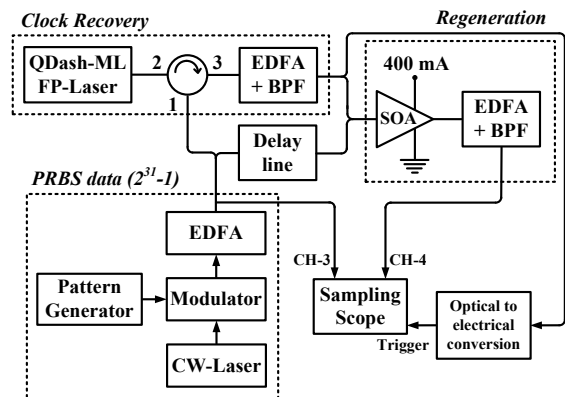 Clock Recovery
Regeneration
QDash-ML
FP-Laser
2
3
1
EDFA
+ BPF
400 mA
SOA
EDFA
+ BPF
Delay
line
PRBS data (2³¹-1)
EDFA
CH-3
CH-4
Pattern
Generator
Modulator
Sampling
Scope
Optical to
electrical
conversion
Trigger
CW-Laser